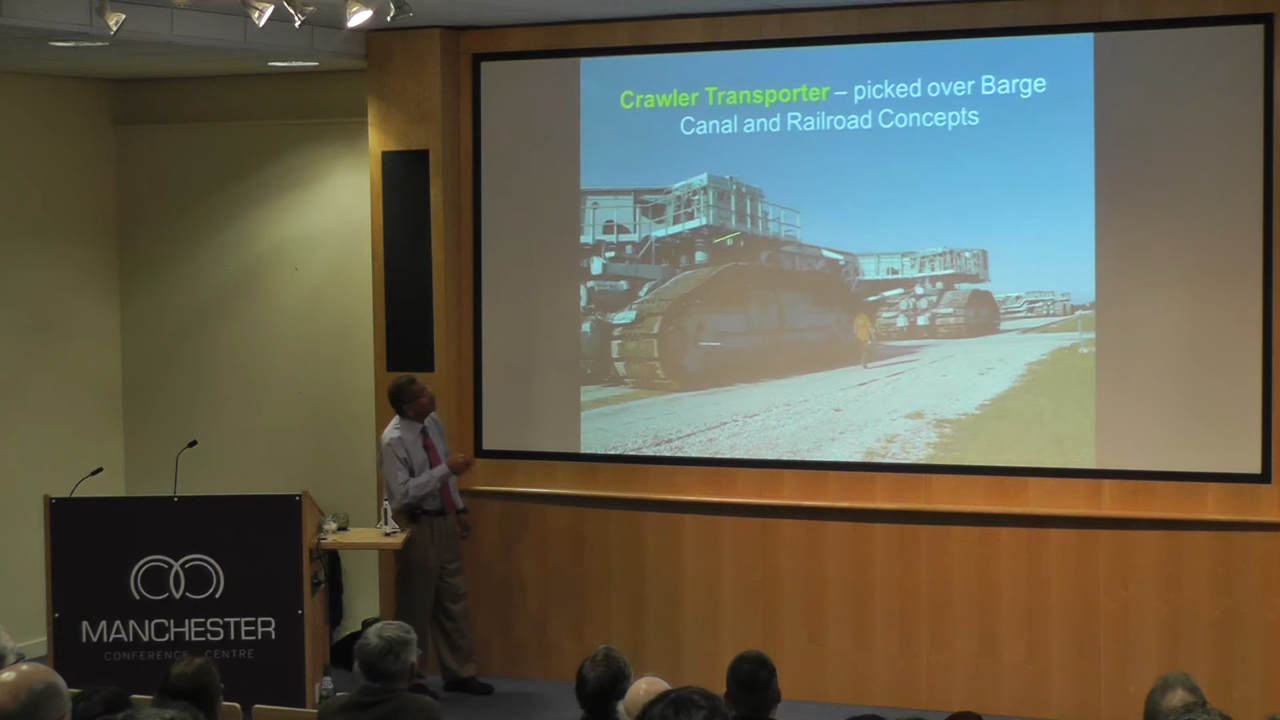 Crawler Transporter – picked over Barge
Canal and Railroad Concepts
MANCHESTER
CONFERENCE CENTRE